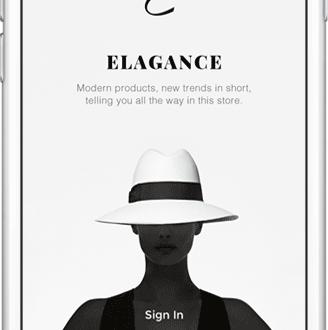 ELAGANCE
Modern products, new trends in short,
telling you all the way in this store.
Sign In